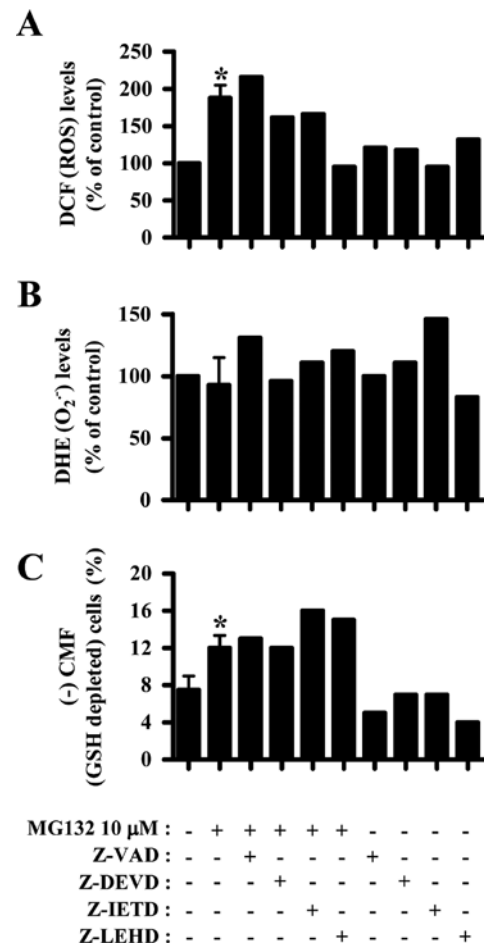 A
DCF (ROS) levels
(% of control)
250
200
150
100
50
0
*
B
DHE (O₂⁻) levels
(% of control)
150
100
50
0
C
(-) CMF
((GSH depleted) cells (%)
20
16
12
8
4
0
*
MG132 10 μM : - + + + + + - - - -
Z-VAD : - - + - - - + - - -
Z-DEVD : - - - + - - - + - -
Z-IETD : - - - - + - - - + -
Z-LEHD : - - - - - + - - - +